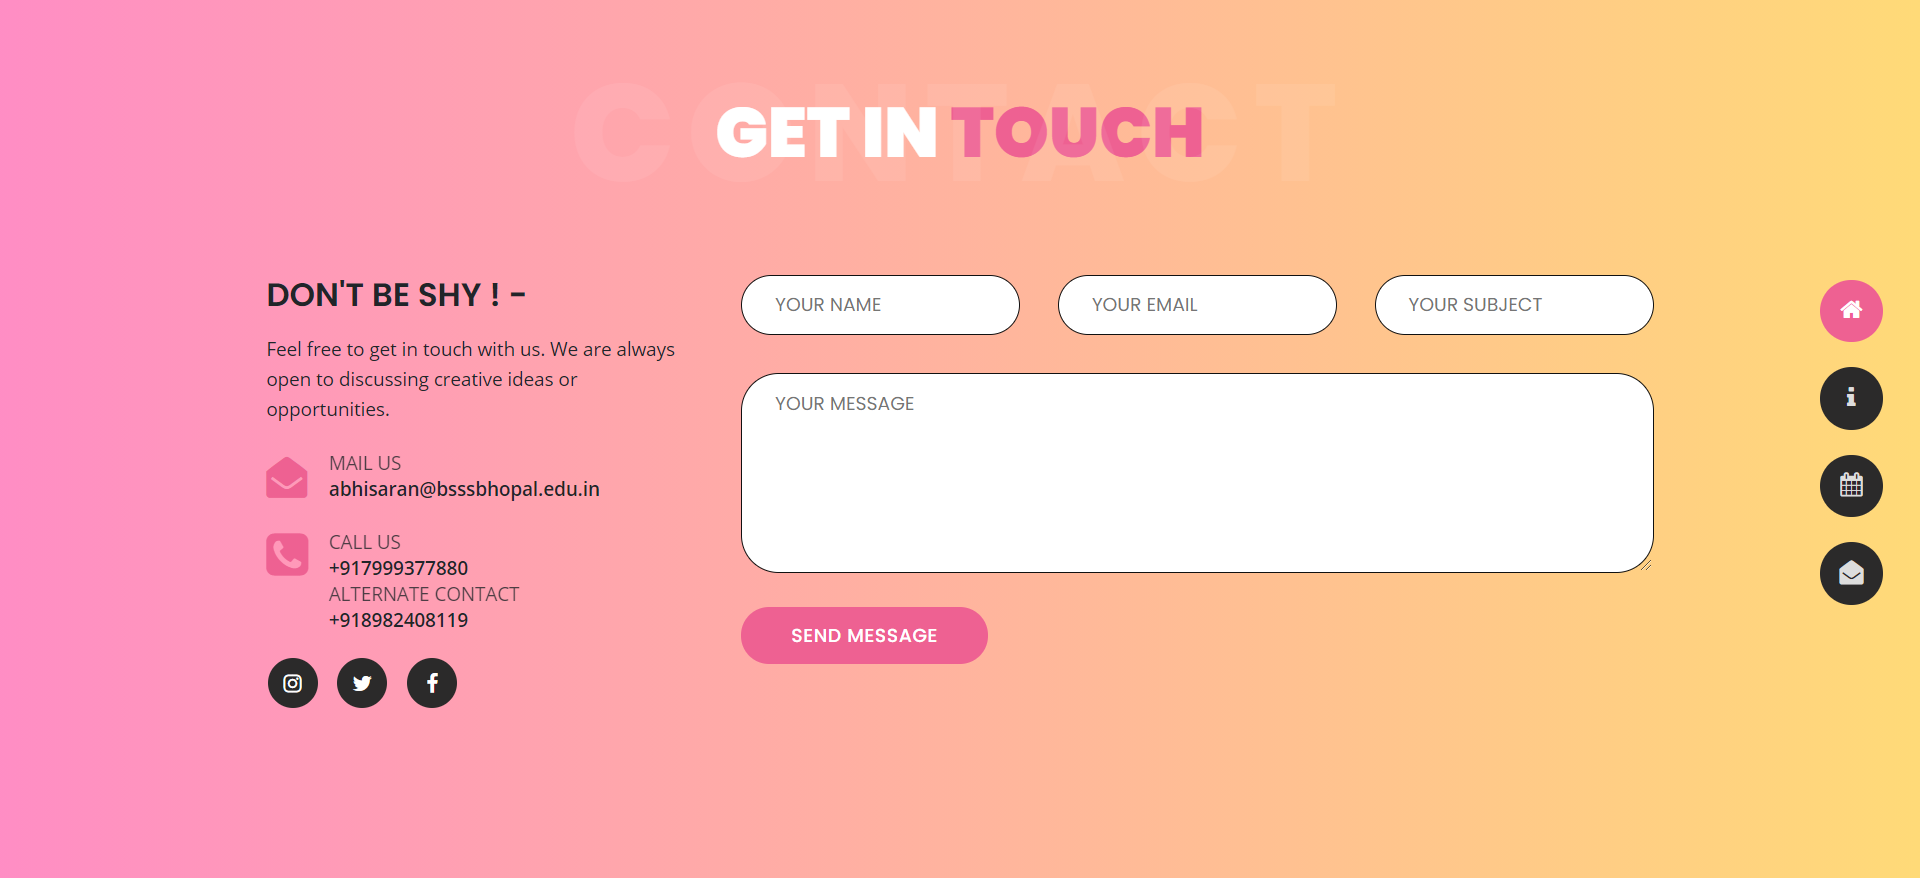 CONTACT
GET IN TOUCH
DON'T BE SHY ! -
Feel free to get in touch with us. We are always
open to discussing creative ideas or
opportunities.
MAIL US
abhisaran@bsssbhopal.edu.in
CALL US
+917999377880
ALTERNATE CONTACT
+918982408119
YOUR NAME
YOUR EMAIL
YOUR SUBJECT
YOUR MESSAGE
SEND MESSAGE